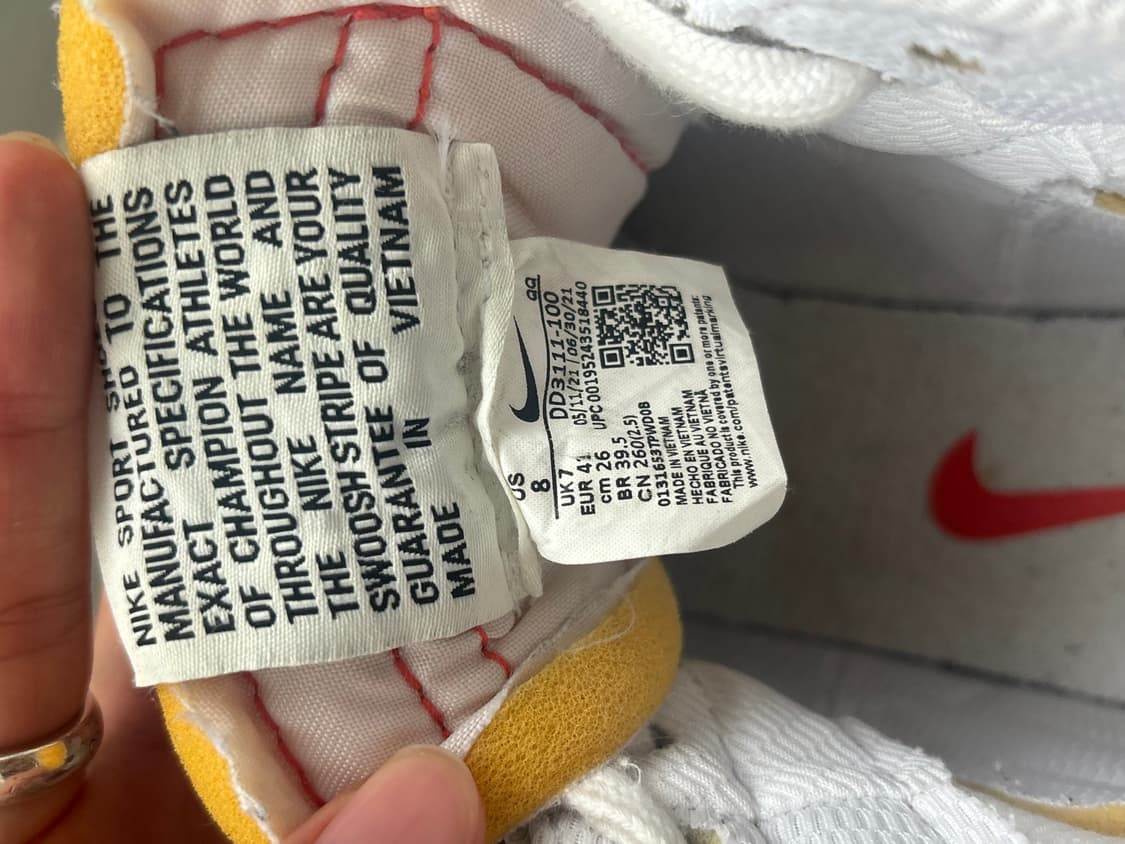 NIKE SPORT THE
MANUFACTURED TO THE
EXACT SPECIFICATIONS
OF CHAMPION ATHLETES
THROUGHOUT THE WORLD
THE NIKE NAME AND
SWOOSH STRIPE ARE YOUR
GUARANTEE OF QUALITY
MADE IN VIETNAM
US
8
aa
UK 7
DD3111-100
EUR 41
05/11/21 / 06/30/21
cm 26
UPC 00195243518440
BR 39.5
CN 260(2.5)
0131653TPWD0B
MADE IN VIETNAM
HECHO EN VIETNAM
FABRIQUE AU VIETNAM
FABRICADO NO VIETNÃ
This product is covered by one or more patents:
www.nike.com/patentsvirtualmarking